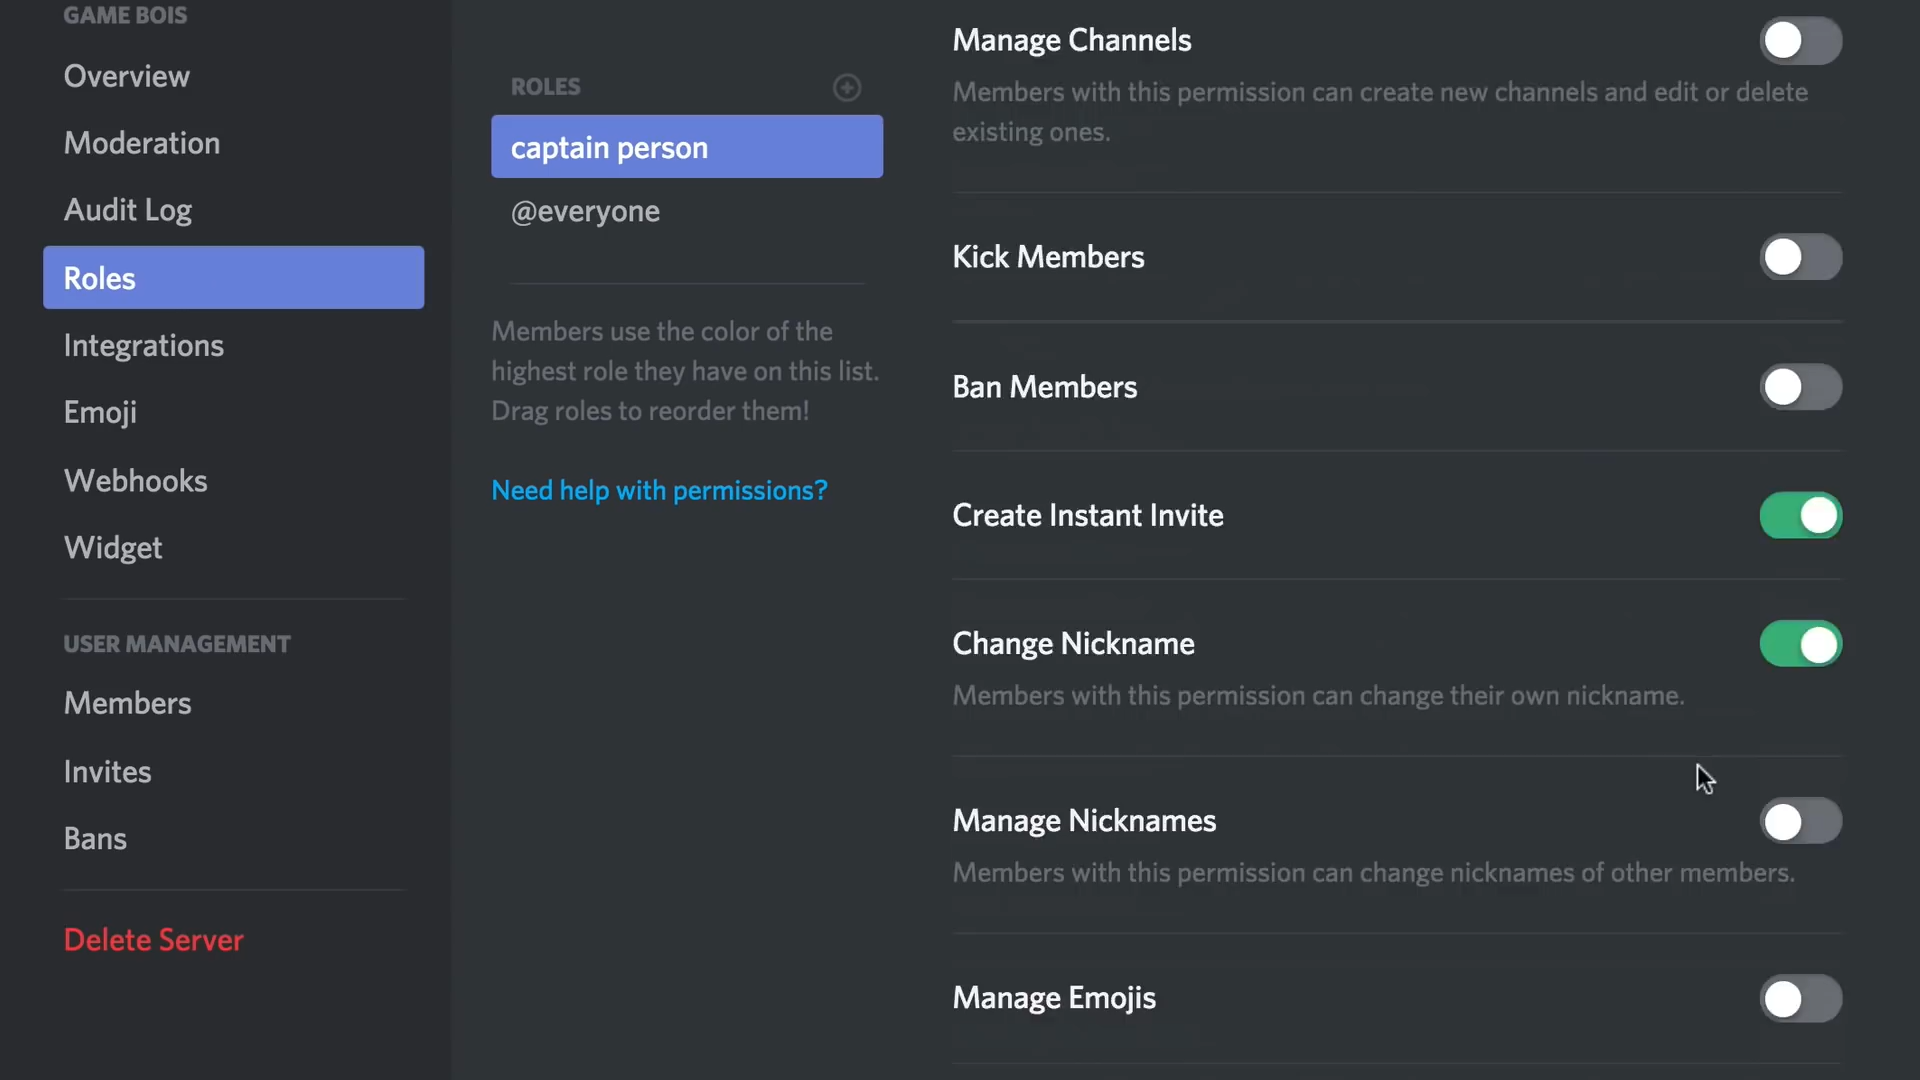 GAME BOIS
Overview
Moderation
Audit Log
Roles
Integrations
Emoji
Webhooks
Widget
USER MANAGEMENT
Members
Invites
Bans
Delete Server
ROLES
captain person
@everyone
Members use the color of the
highest role they have on this list.
Drag roles to reorder them!
Need help with permissions?
Manage Channels
Members with this permission can create new channels and edit or delete
existing ones.
Kick Members
Ban Members
Create Instant Invite
Change Nickname
Members with this permission can change their own nickname.
Manage Nicknames
Members with this permission can change nicknames of other members.
Manage Emojis